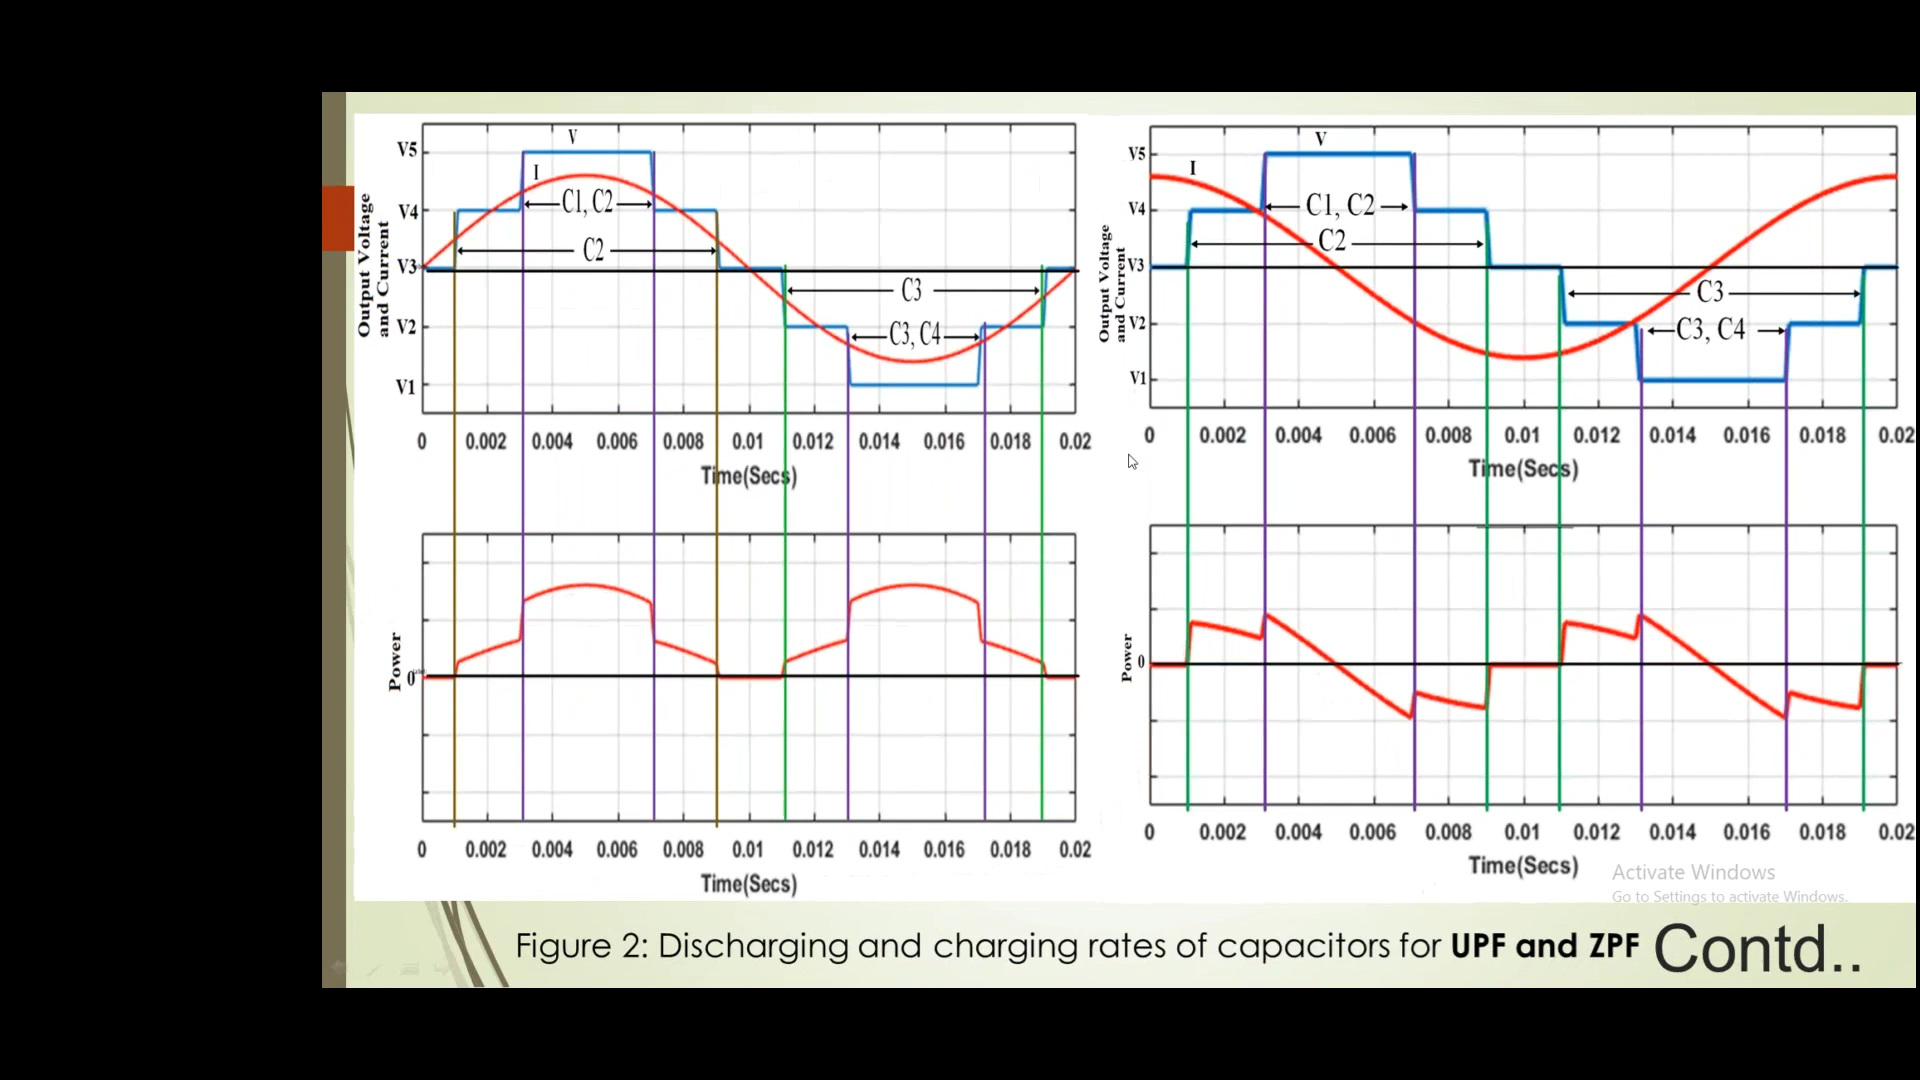 V
V5
I
C1, C2
V4
C2
V3
C3
V2
C3, C4
V1
Output Voltage
and Current
0 0.002 0.004 0.006 0.008 0.01 0.012 0.014 0.016 0.018 0.02
Time(Secs)
Power
0
0 0.002 0.004 0.006 0.008 0.01 0.012 0.014 0.016 0.018 0.02
Time(Secs)
V
V5
I
V4
C1, C2
C2
V3
C3
V2
C3, C4
V1
Output Voltage
and Current
0 0.002 0.004 0.006 0.008 0.01 0.012 0.014 0.016 0.018 0.02
Time(Secs)
Power
0
0 0.002 0.004 0.006 0.008 0.01 0.012 0.014 0.016 0.018 0.02
Time(Secs)
Activate Windows
Go to Settings to activate Windows.
Figure 2: Discharging and charging rates of capacitors for UPF and ZPF Contd..